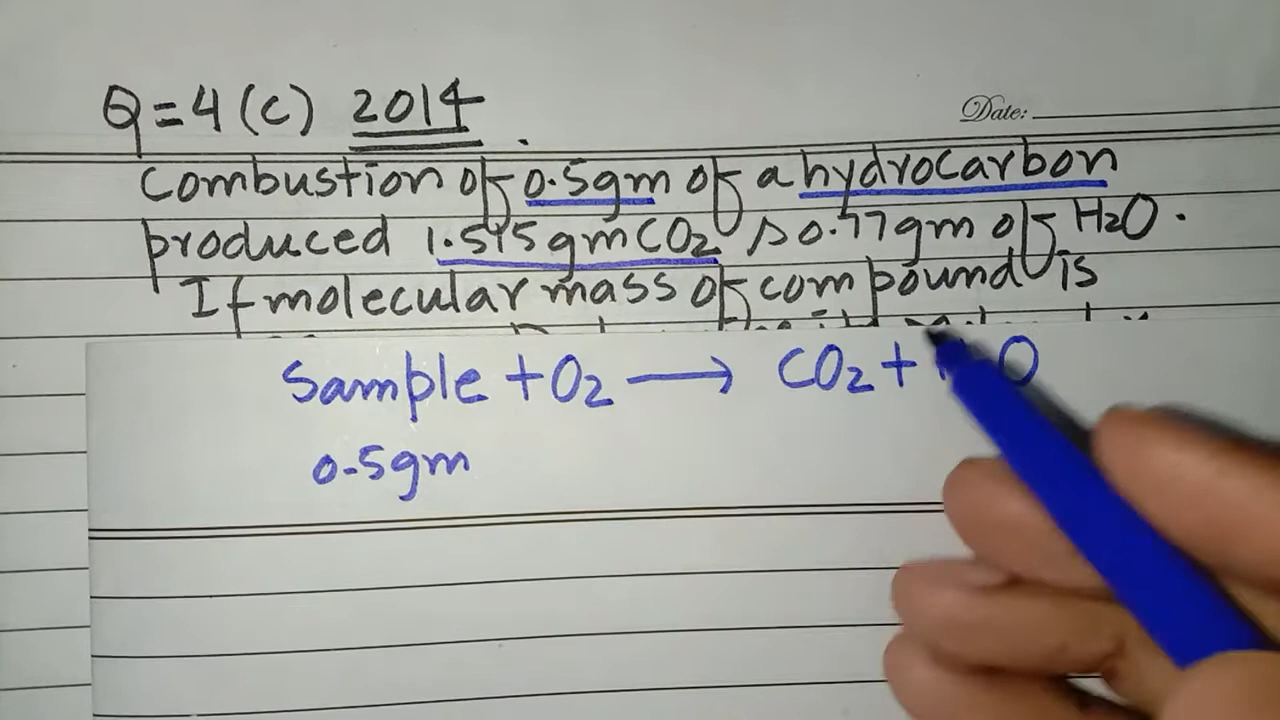 Q=4(c) 2014
Date:
Combustion of 0.5gm of a hydrocarbon
produced 1.545gm CO2 & 0.77gm of H2O.
If molecular mass of compound is
Sample + O2 → CO2 + O
0.5gm